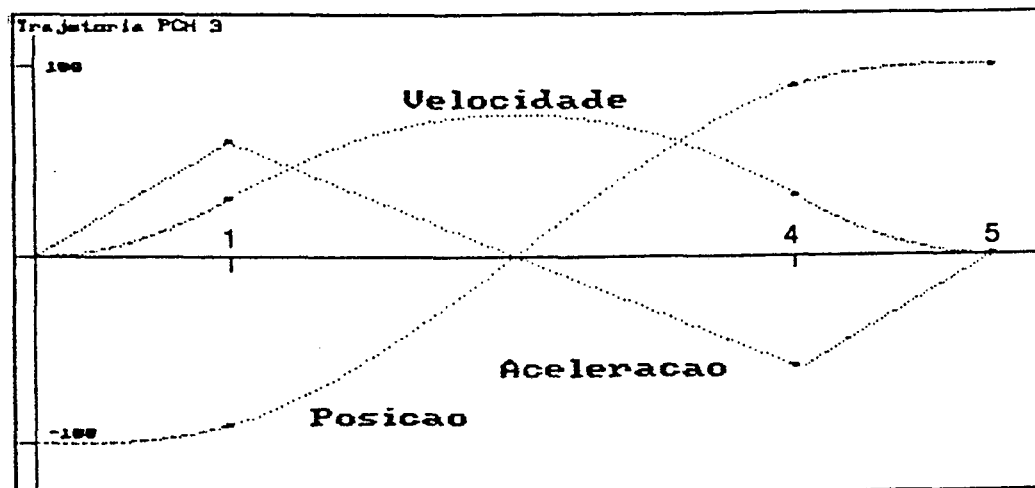 Trajetoria PCH 3
100
Velocidade
1
4
5
Aceleracao
Posicao
-100